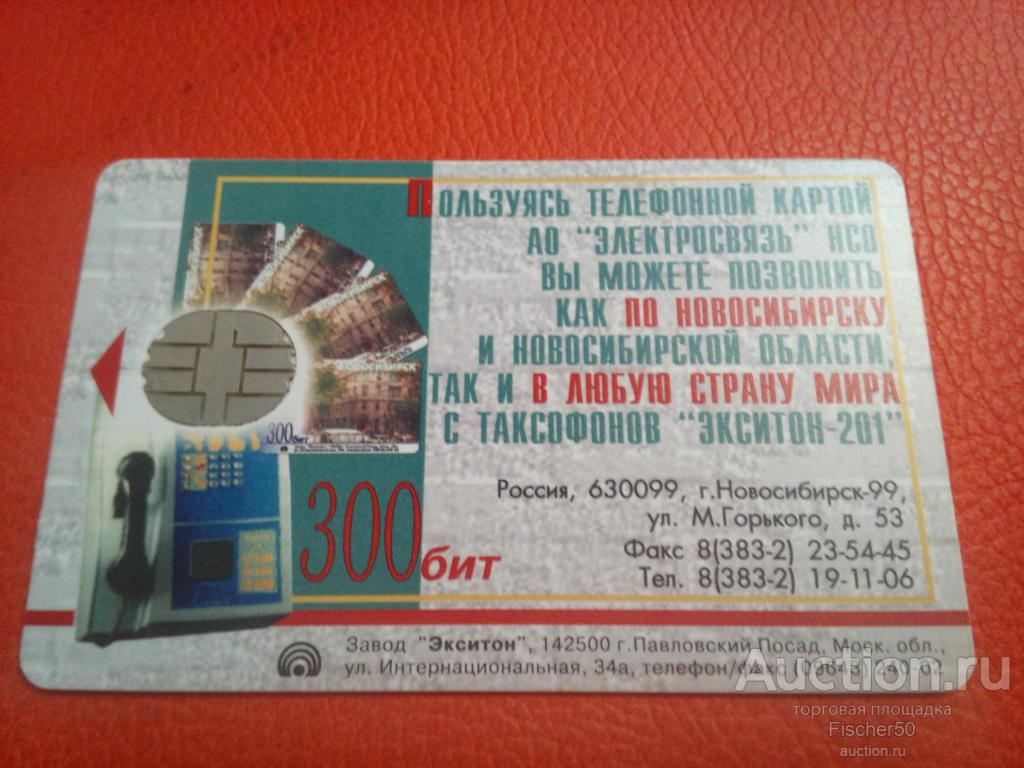 Пользуясь телефонной картой
АО "Электросвязь" НСО
вы можете позвонить
как по Новосибирску
и Новосибирской области,
так и в любую страну мира
с таксофонов "Экситон-201"
НОВОСИБИРСК
300бит
300бит
Россия, 630099, г.Новосибирск-99,
ул. М.Горького, д. 53
Факс 8(383-2) 23-54-45
Тел. 8(383-2) 19-11-06
Завод "Экситон", 142500 г.Павловский Посад, Моск. обл.,
ул. Интернациональная, 34а, телефон/факс
Auction.ru
торговая площадка
Fischer50
auction.ru